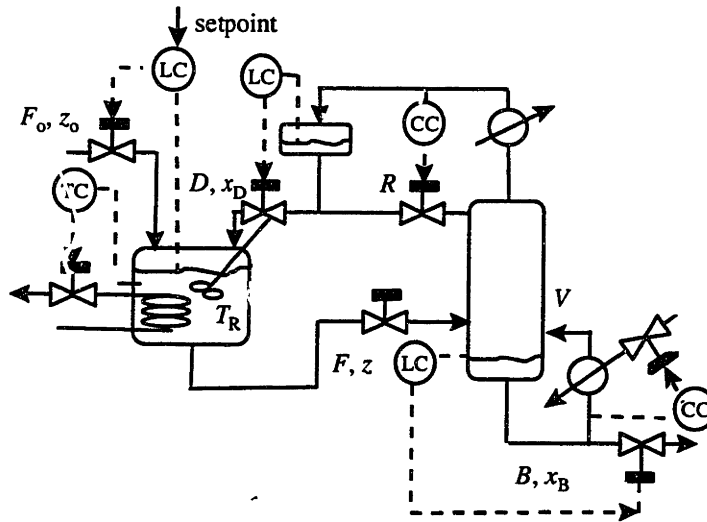 setpoint
LC
LC
CC
F₀, z₀
TC
D, x_D
R
T_R
V
F, z
LC
CC
B, x_B